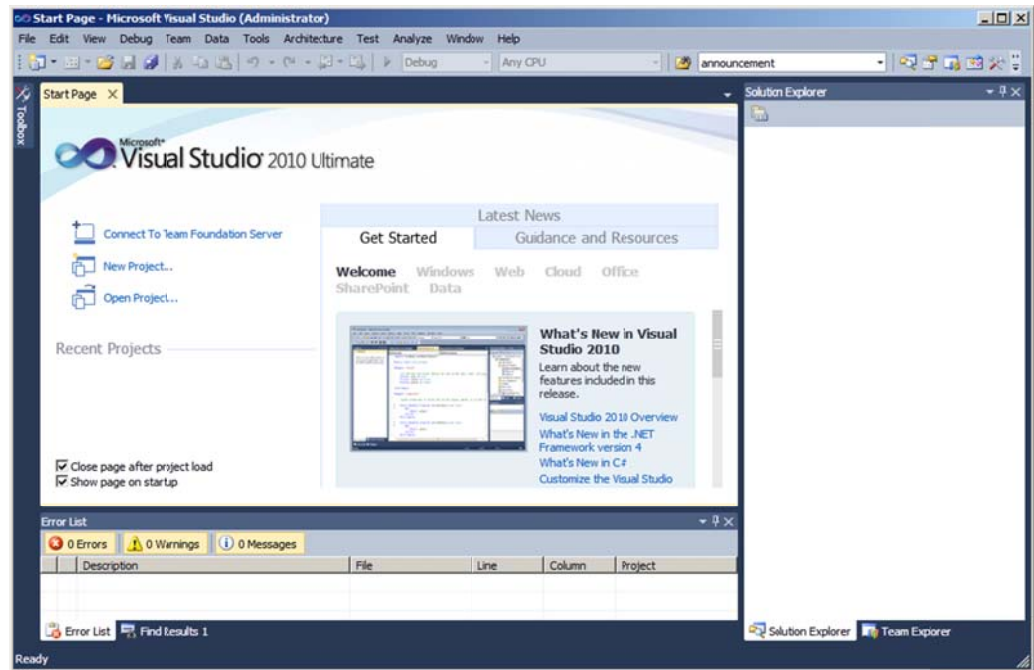 Start Page - Microsoft Visual Studio (Administrator)
File Edit View Debug Team Data Tools Architecture Test Analyze Window Help
Debug Any CPU announcement
Toolbox
Start Page
Solution Explorer
Microsoft®
Visual Studio® 2010 Ultimate
Connect To Team Foundation Server
New Project...
Open Project...
Recent Projects
Close page after project load
Show page on startup
Latest News
Get Started Guidance and Resources
Welcome Windows Web Cloud Office
SharePoint Data
What's New in Visual
Studio 2010
Learn about the new
features included in this
release.
Visual Studio 2010 Overview
What's New in the .NET
Framework version 4
What's New in C#
Customize the Visual Studio
Error List
0 Errors 0 Warnings 0 Messages
Description File Line Column Project
Error List Find Results 1
Solution Explorer Team Explorer
Ready